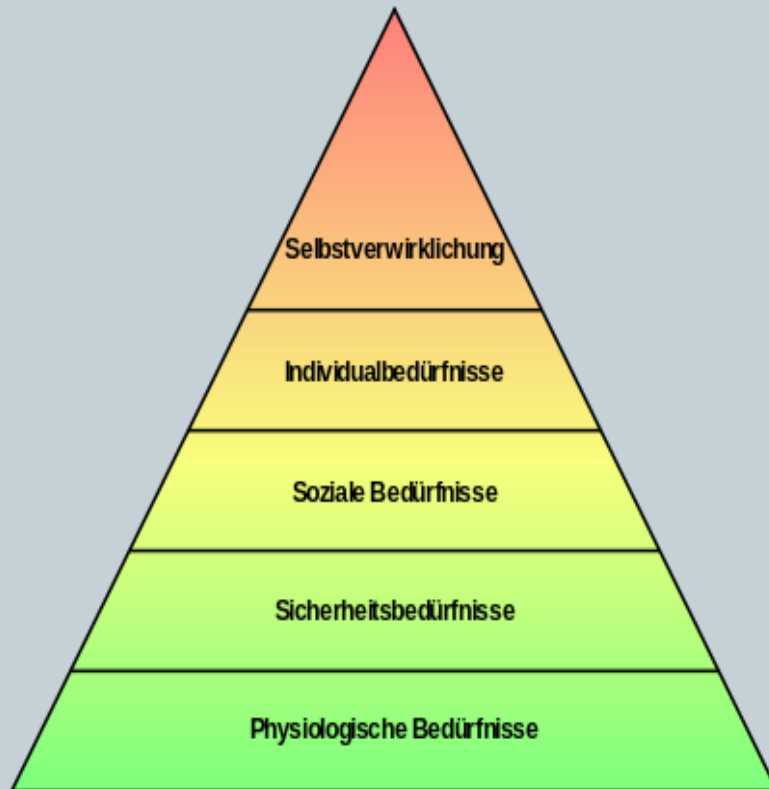 Selbstverwirklichung
Individualbedürfnisse
Soziale Bedürfnisse
Sicherheitsbedürfnisse
Physiologische Bedürfnisse